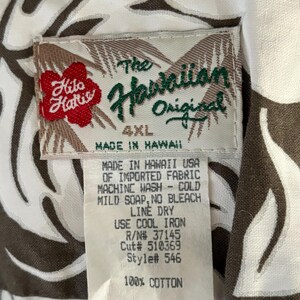 Hilo
Hattie
The
Hawaiian
Original
4XL
MADE IN HAWAII
MADE IN HAWAII USA
OF IMPORTED FABRIC
MACHINE WASH - COLD
MILD SOAP, NO BLEACH
LINE DRY
USE COOL IRON
R/N# 37145
Cut# 510369
Style# 546
100% COTTON